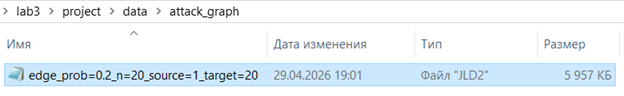 lab3 > project > data > attack_graph
Имя Дата изменения Тип Размер
edge_prob=0.2_n=20_source=1_target=20 29.04.2026 19:01 Файл "JLD2" 5 957 КБ